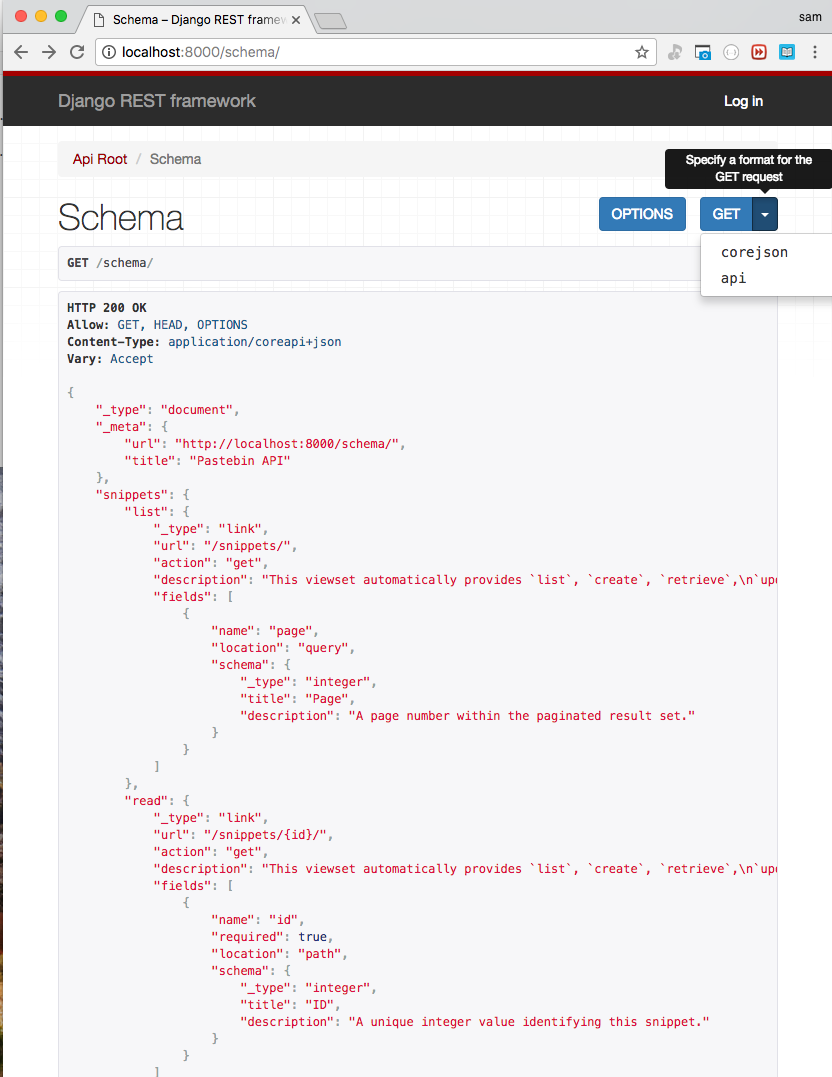 Schema – Django REST framew
sam
localhost:8000/schema/
Django REST framework
Log in
Api Root / Schema
Specify a format for the
GET request
Schema
OPTIONS
GET
corejson
api
GET /schema/
HTTP 200 OK
Allow: GET, HEAD, OPTIONS
Content-Type: application/coreapi+json
Vary: Accept
{
    "_type": "document",
    "_meta": {
        "url": "http://localhost:8000/schema/",
        "title": "Pastebin API"
    },
    "snippets": {
        "list": {
            "_type": "link",
            "url": "/snippets/",
            "action": "get",
            "description": "This viewset automatically provides `list`, `create`, `retrieve`,\n`upd
            "fields": [
                {
                    "name": "page",
                    "location": "query",
                    "schema": {
                        "_type": "integer",
                        "title": "Page",
                        "description": "A page number within the paginated result set."
                    }
                }
            ]
        },
        "read": {
            "_type": "link",
            "url": "/snippets/{id}/",
            "action": "get",
            "description": "This viewset automatically provides `list`, `create`, `retrieve`,\n`upd
            "fields": [
                {
                    "name": "id",
                    "required": true,
                    "location": "path",
                    "schema": {
                        "_type": "integer",
                        "title": "ID",
                        "description": "A unique integer value identifying this snippet."
                    }
                }
            ]